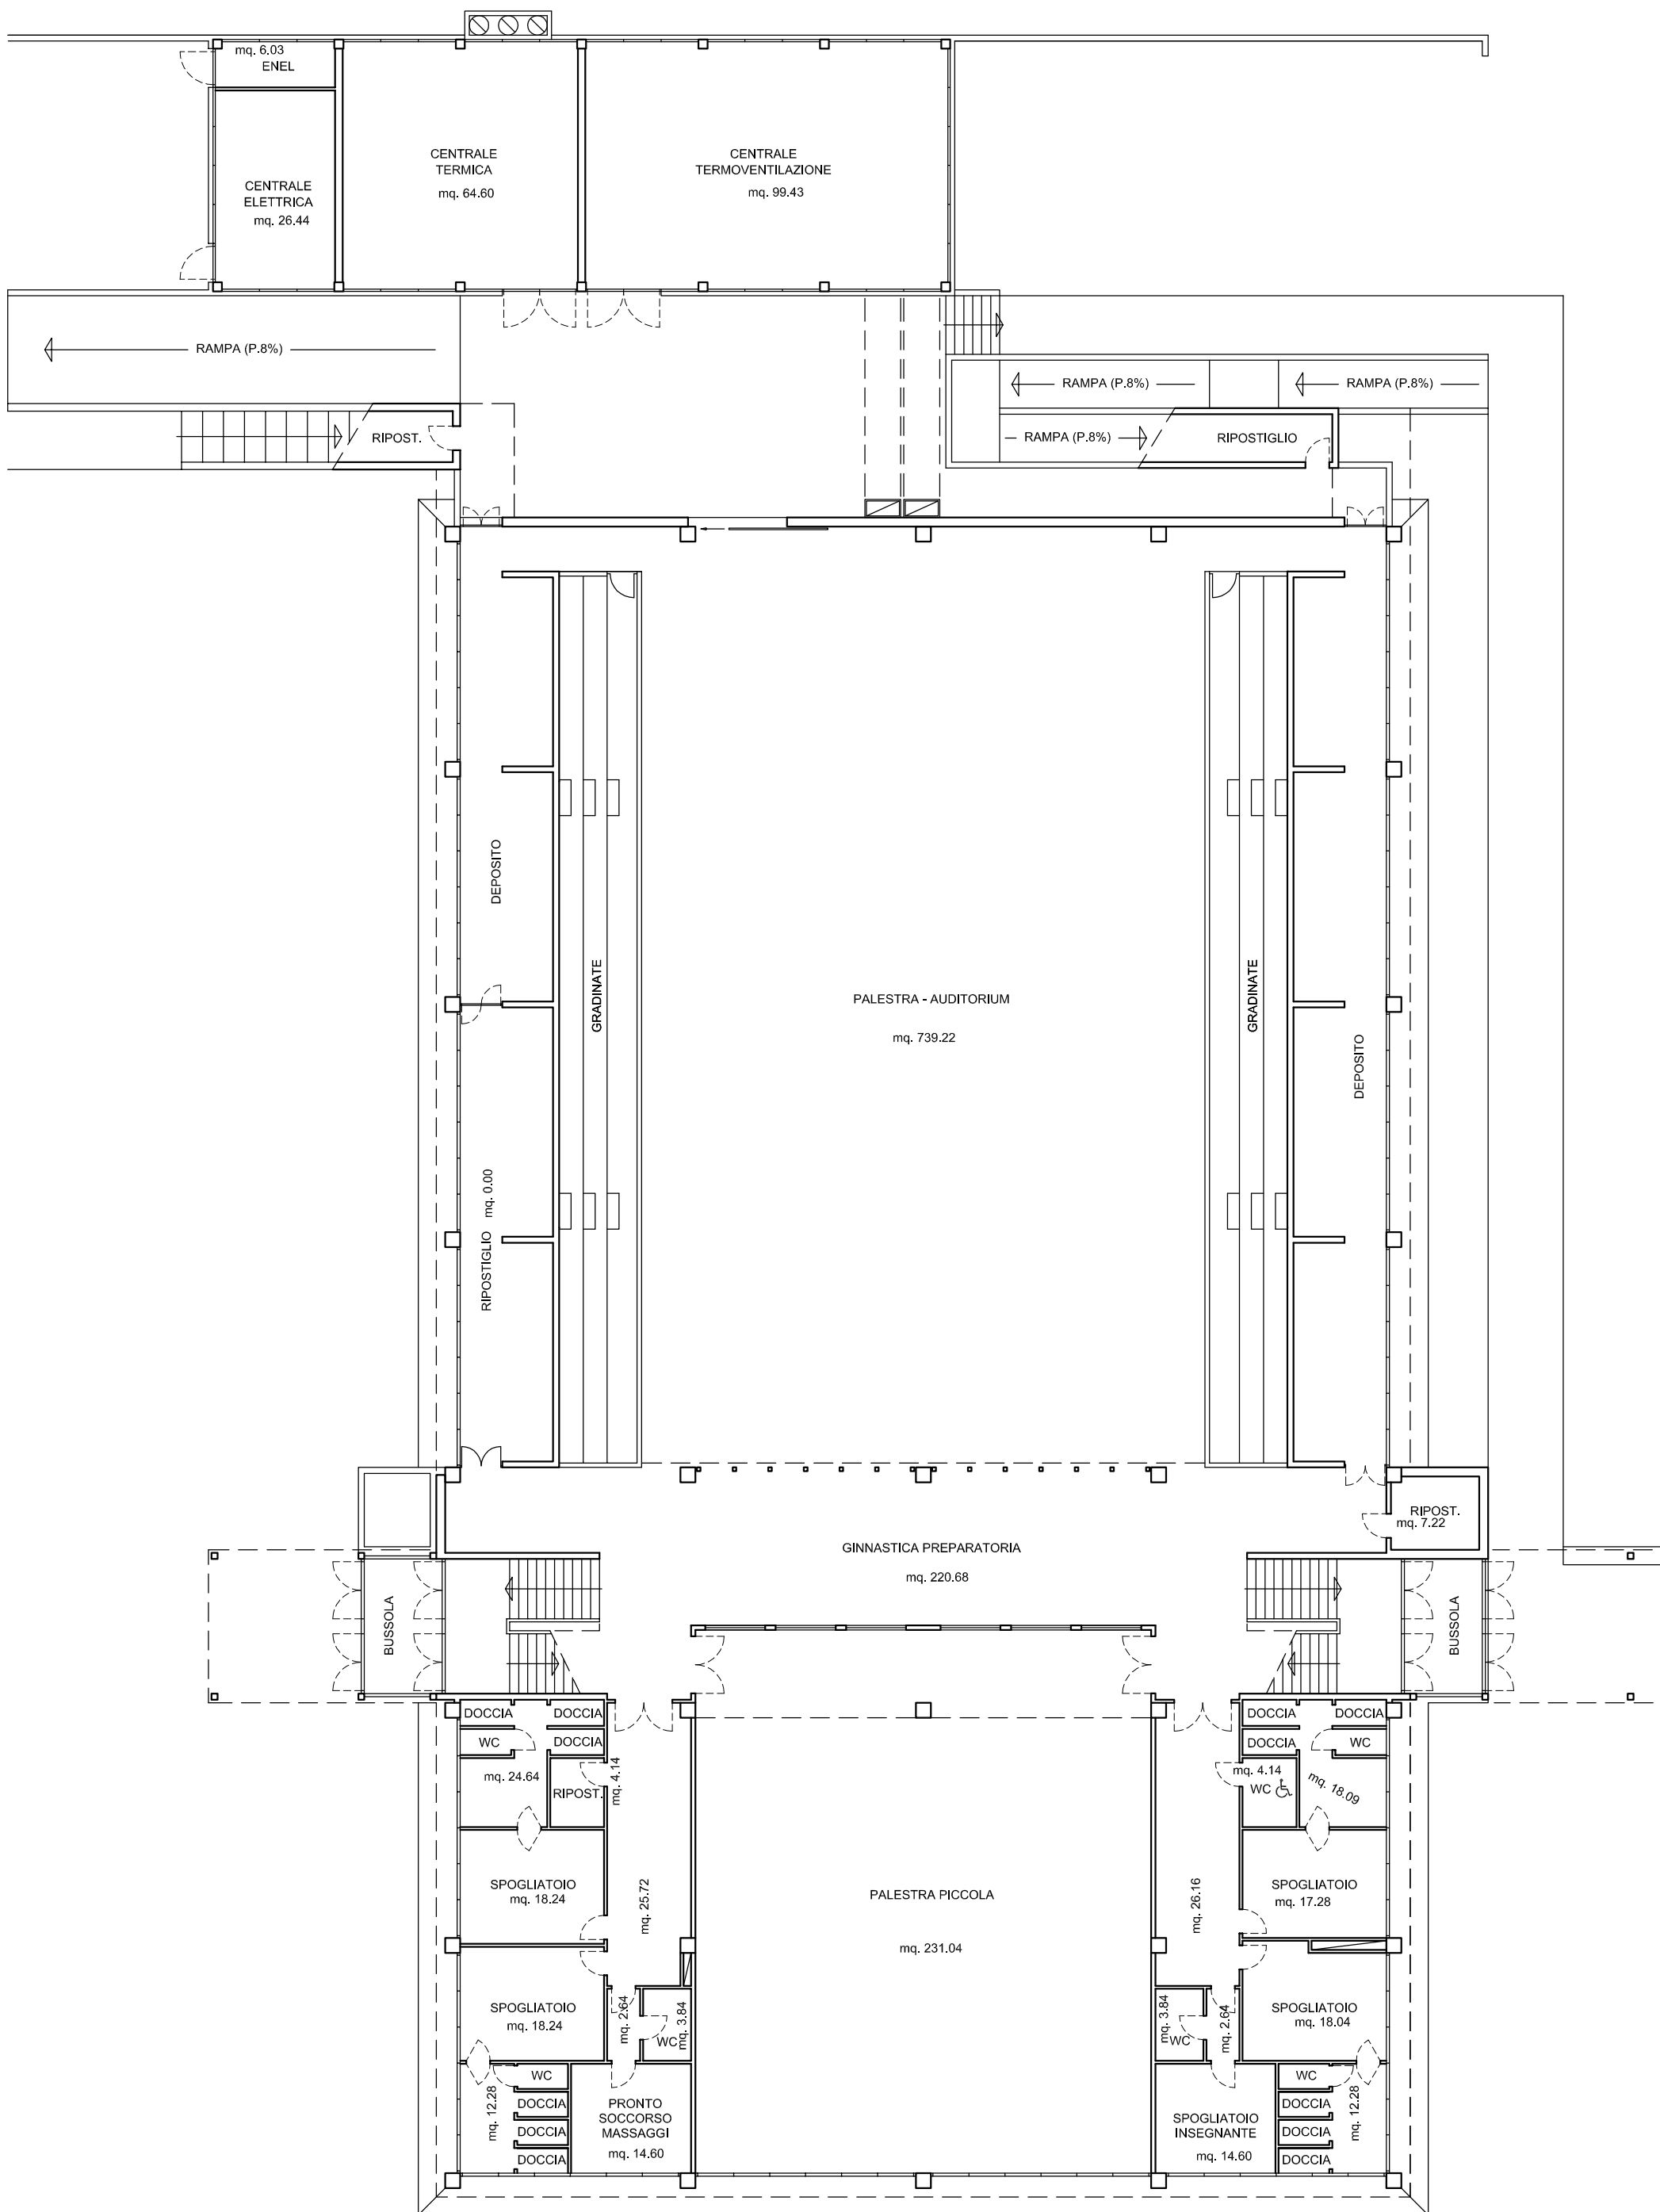 mq. 6.03
ENEL
CENTRALE
TERMICA
mq. 64.60
CENTRALE
TERMOVENTILAZIONE
mq. 99.43
CENTRALE
ELETTRICA
mq. 26.44
RAMPA (P.8%)
RAMPA (P.8%)
RAMPA (P.8%)
RIPOST.
RAMPA (P.8%)
RIPOSTIGLIO
DEPOSITO
GRADINATE
PALESTRA - AUDITORIUM
mq. 739.22
GRADINATE
DEPOSITO
RIPOSTIGLIO mq. 0.00
RIPOST.
mq. 7.22
GINNASTICA PREPARATORIA
mq. 220.68
BUSSOLA
BUSSOLA
DOCCIA
DOCCIA
DOCCIA
DOCCIA
WC
DOCCIA
DOCCIA
WC
mq. 24.64
RIPOST.
mq. 4.14
mq. 4.14
WC
mq. 18.09
SPOGLIATOIO
mq. 18.24
mq. 25.72
PALESTRA PICCOLA
mq. 231.04
mq. 26.16
SPOGLIATOIO
mq. 17.28
SPOGLIATOIO
mq. 18.24
mq. 2.64
WC
mq. 3.84
mq. 3.84
WC
mq. 2.64
SPOGLIATOIO
mq. 18.04
mq. 12.28
WC
DOCCIA
DOCCIA
DOCCIA
PRONTO
SOCCORSO
MASSAGGI
mq. 14.60
SPOGLIATOIO
INSEGNANTE
mq. 14.60
WC
DOCCIA
DOCCIA
DOCCIA
mq. 12.28